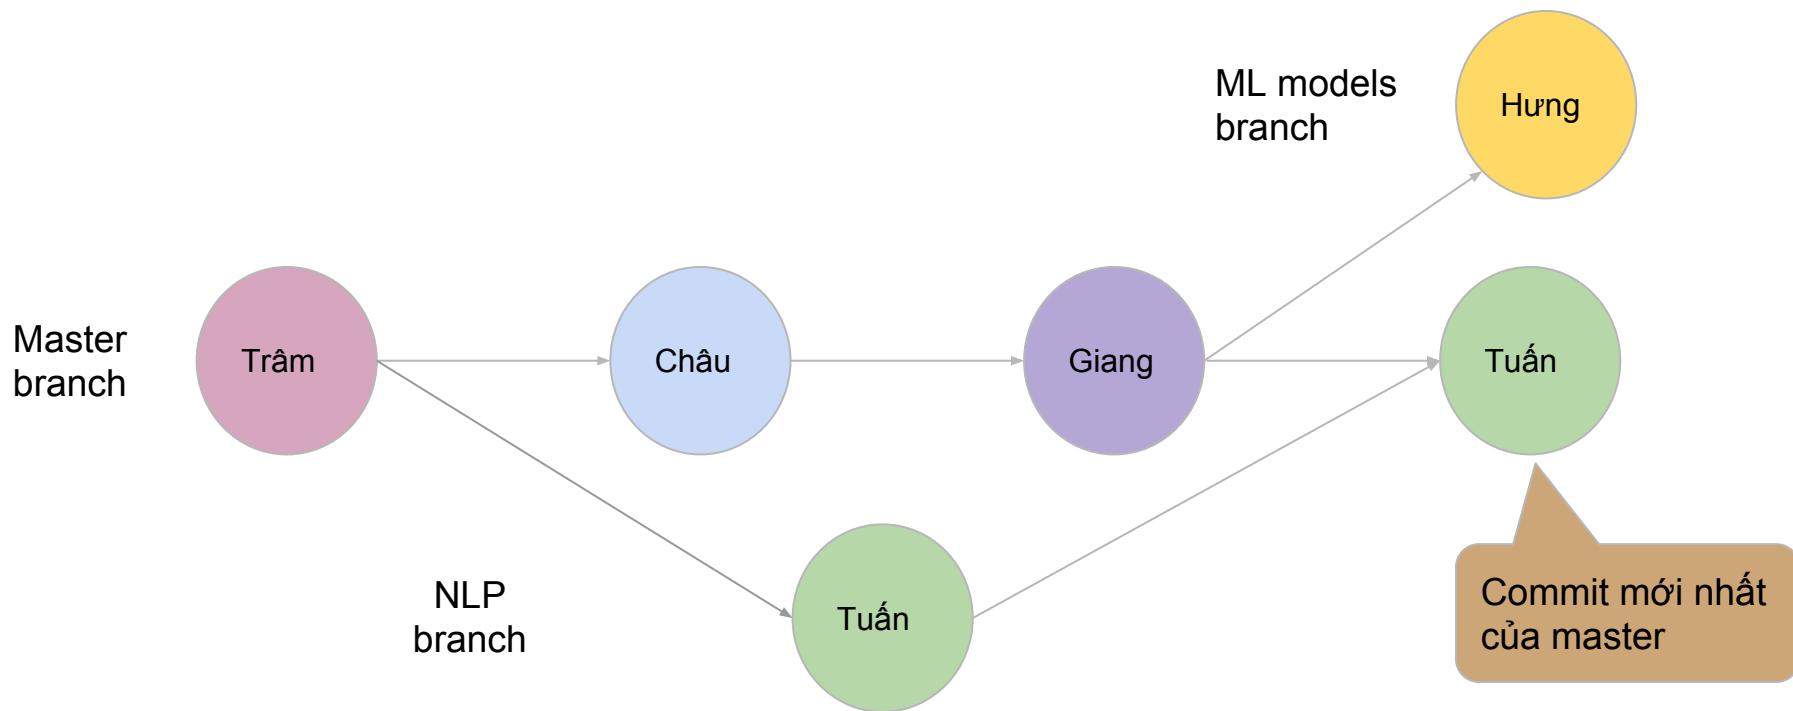 ML models
branch
Hưng
Master
branch
Trâm
Châu
Giang
Tuấn
NLP
branch
Tuấn
Commit mới nhất
của master